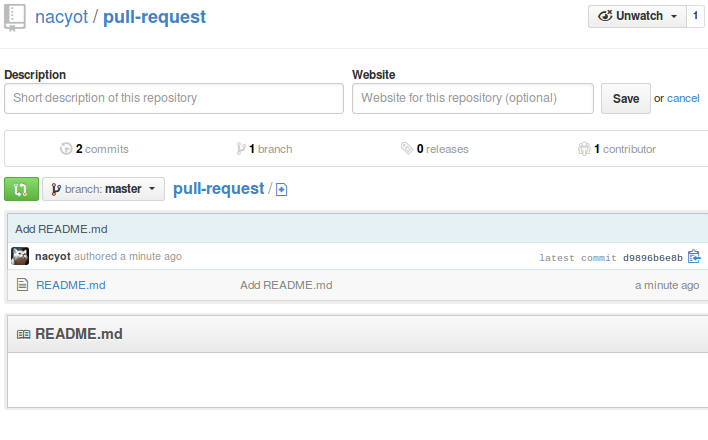 nacyot / pull-request
Unwatch 1
Description Website
Short description of this repository Website for this repository (optional) Save or cancel
2 commits 1 branch 0 releases 1 contributor
branch: master pull-request /
Add README.md
nacyot authored a minute ago latest commit d9896b6e8b
README.md Add README.md a minute ago
README.md